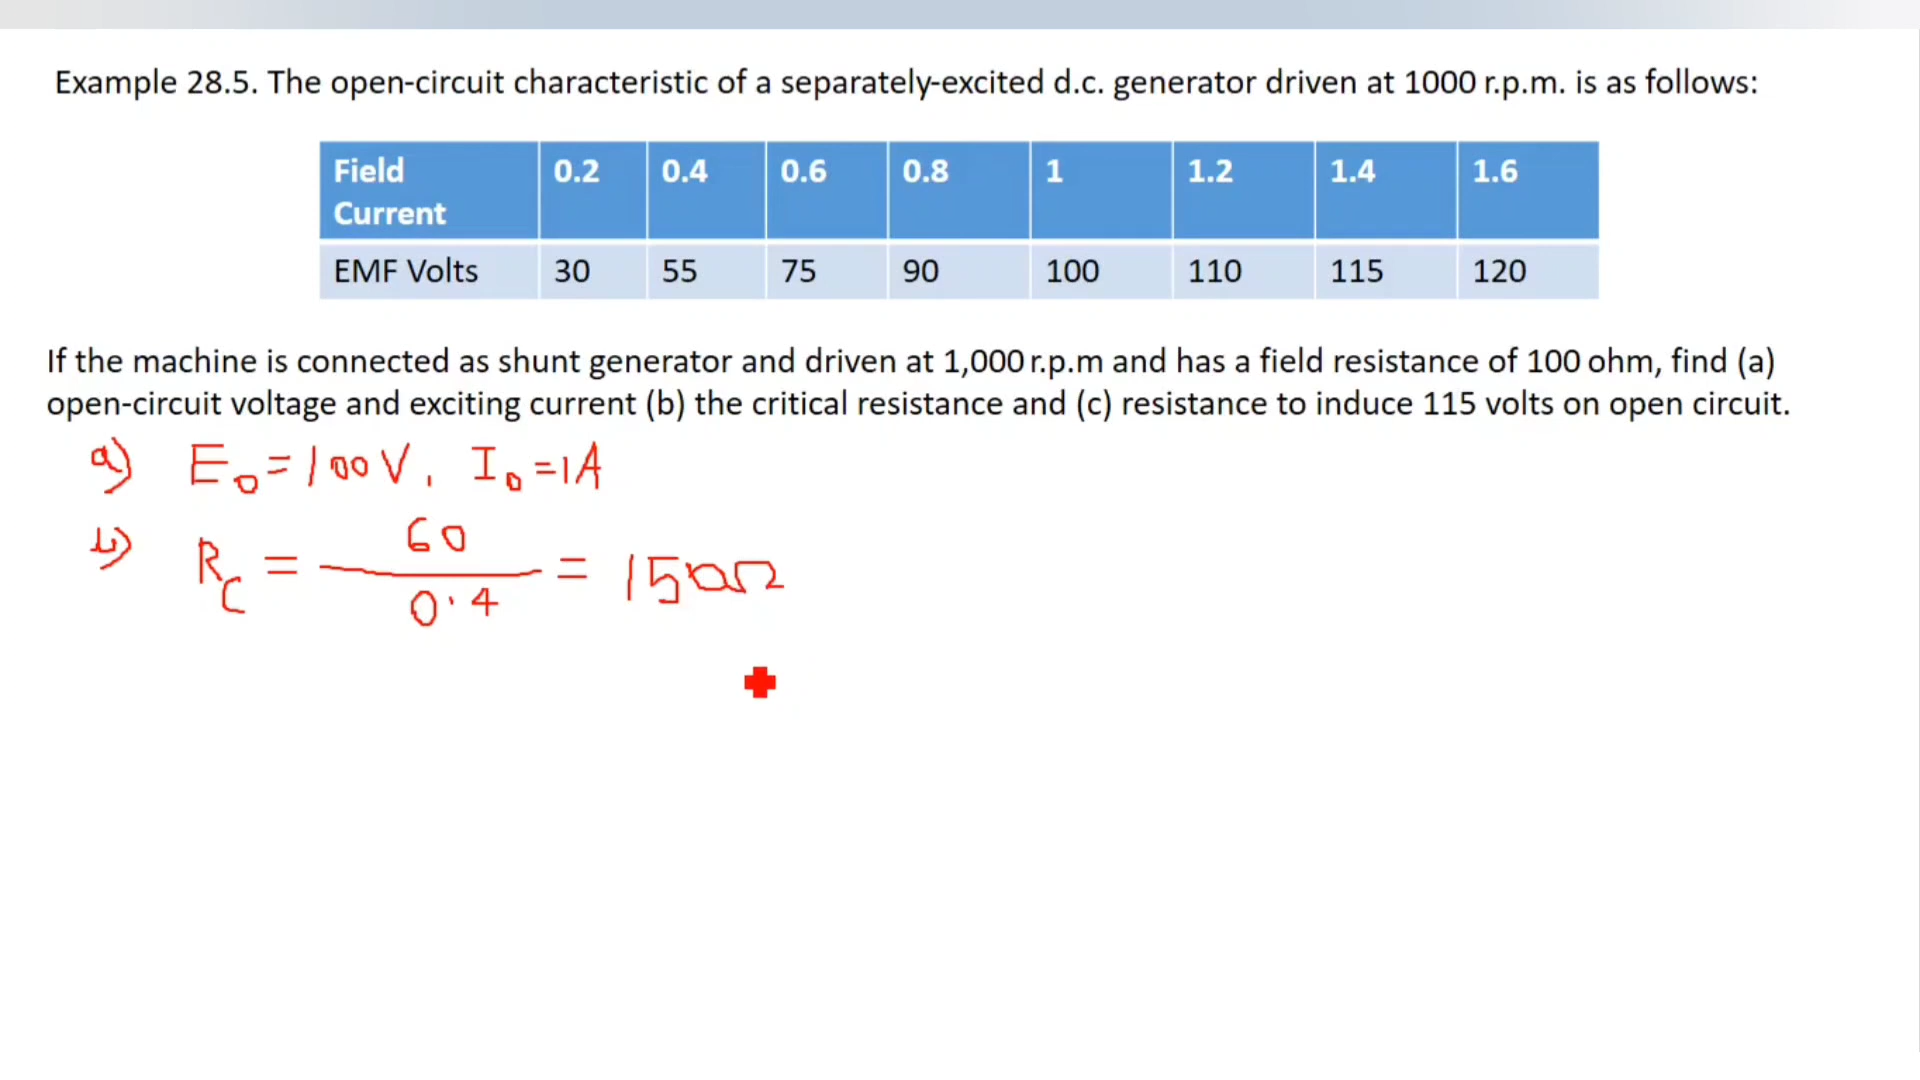 Example 28.5. The open-circuit characteristic of a separately-excited d.c. generator driven at 1000 r.p.m. is as follows:
Field Current 0.2 0.4 0.6 0.8 1 1.2 1.4 1.6
EMF Volts 30 55 75 90 100 110 115 120
If the machine is connected as shunt generator and driven at 1,000 r.p.m and has a field resistance of 100 ohm, find (a)
open-circuit voltage and exciting current (b) the critical resistance and (c) resistance to induce 115 volts on open circuit.
a) E₀ = 100 V, I₀ = 1A
b) R_C = 60 / 0.4 = 150Ω